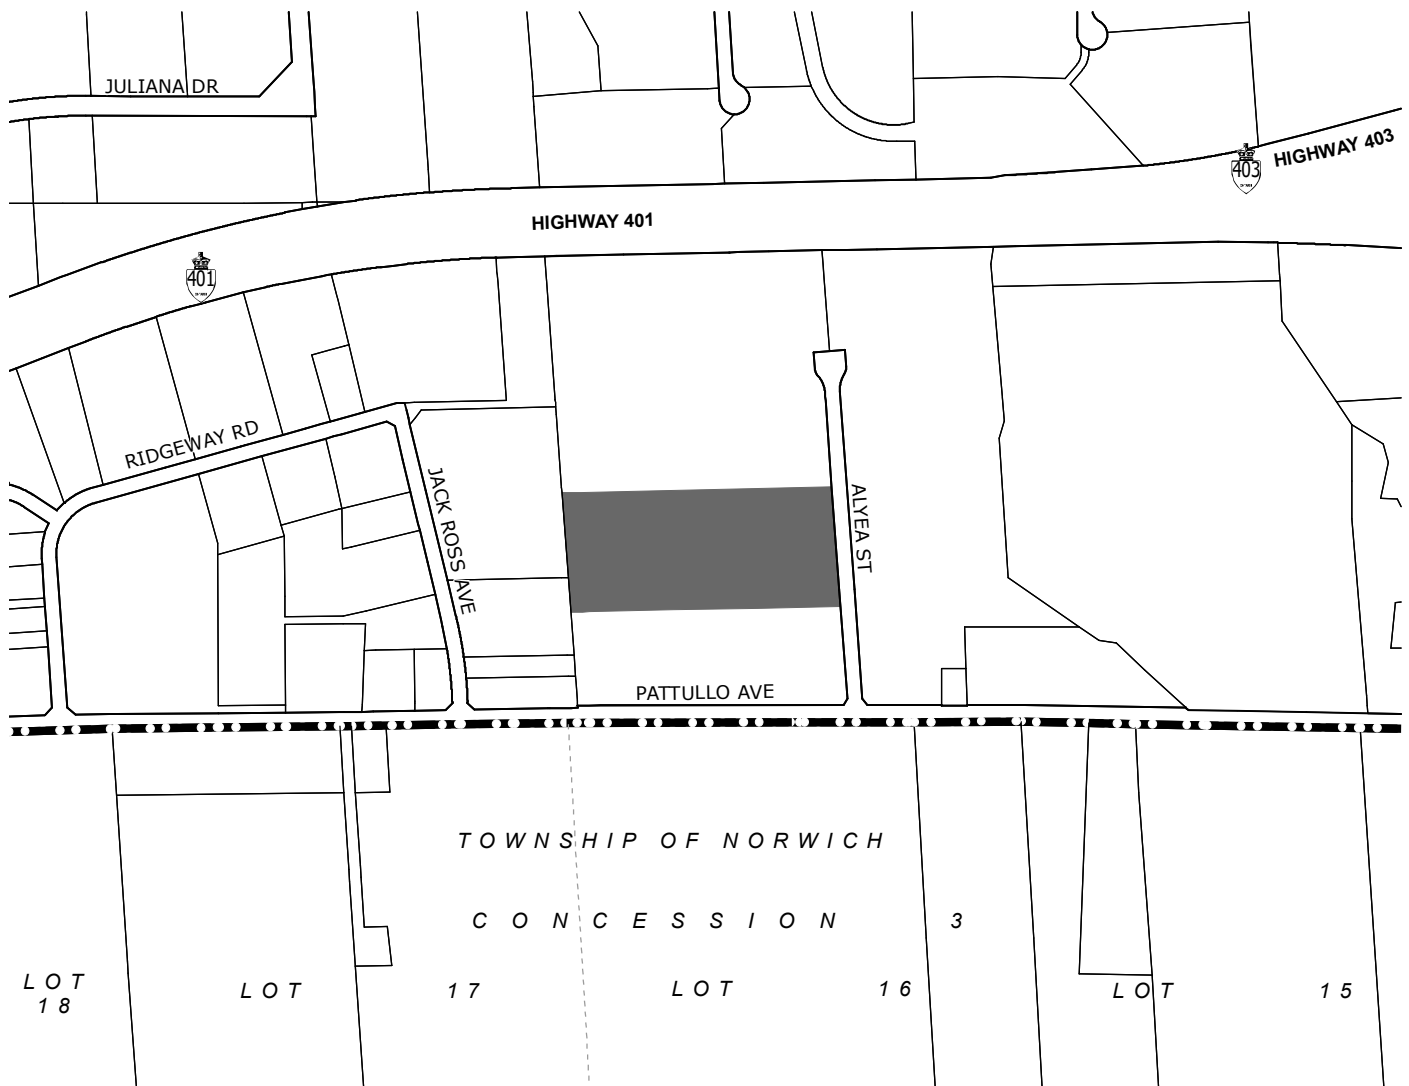 JULIANA DR
HIGHWAY 403
403
HIGHWAY 401
401
RIDGEWAY RD
JACK ROSS AVE
ALYEA ST
PATTULLO AVE
TOWNSHIP OF NORWICH
CONCESSION 3
LOT 18
LOT 17
LOT 16
LOT 15